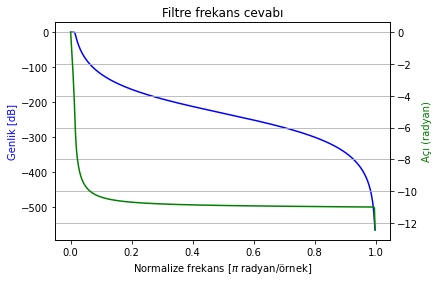 Filtre frekans cevabı
Genlik [dB]
0
−100
−200
−300
−400
−500
0
−2
−4
−6
−8
−10
−12
Açı (radyan)
0.0 0.2 0.4 0.6 0.8 1.0
Normalize frekans [π radyan/örnek]